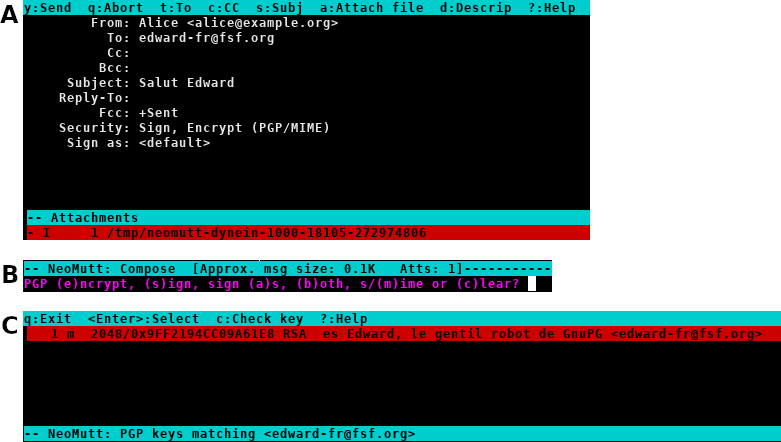 A
y:Send  q:Abort  t:To  c:CC  s:Subj  a:Attach file  d:Descrip  ?:Help
From: Alice <alice@example.org>
To: edward-fr@fsf.org
Cc:
Bcc:
Subject: Salut Edward
Reply-To:
Fcc: +Sent
Security: Sign, Encrypt (PGP/MIME)
Sign as: <default>
-- Attachments
- I     1 /tmp/neomutt-dynein-1000-18105-272974806
B
-- NeoMutt: Compose  [Approx. msg size: 0.1K   Atts: 1]-----------
PGP (e)ncrypt, (s)ign, sign (a)s, (b)oth, s/(m)ime or (c)lear?
C
q:Exit  <Enter>:Select  c:Check key  ?:Help
1 m  2048/0x9FF2194CC09A61E8 RSA  es Edward, le gentil robot de GnuPG <edward-fr@fsf.org>
-- NeoMutt: PGP keys matching <edward-fr@fsf.org>